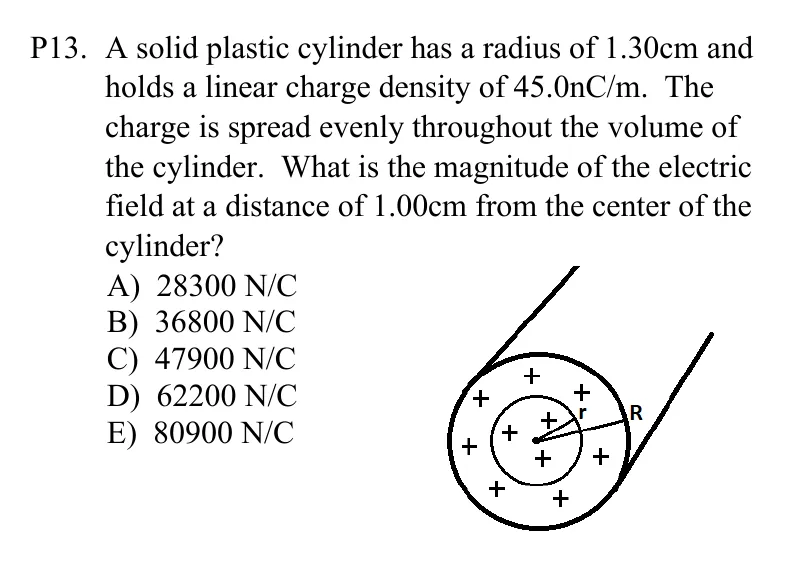 P13. A solid plastic cylinder has a radius of 1.30cm and
holds a linear charge density of 45.0nC/m. The
charge is spread evenly throughout the volume of
the cylinder. What is the magnitude of the electric
field at a distance of 1.00cm from the center of the
cylinder?
A) 28300 N/C
B) 36800 N/C
C) 47900 N/C
D) 62200 N/C
E) 80900 N/C
+
+ +
+ r R
+
+ + +
+ +